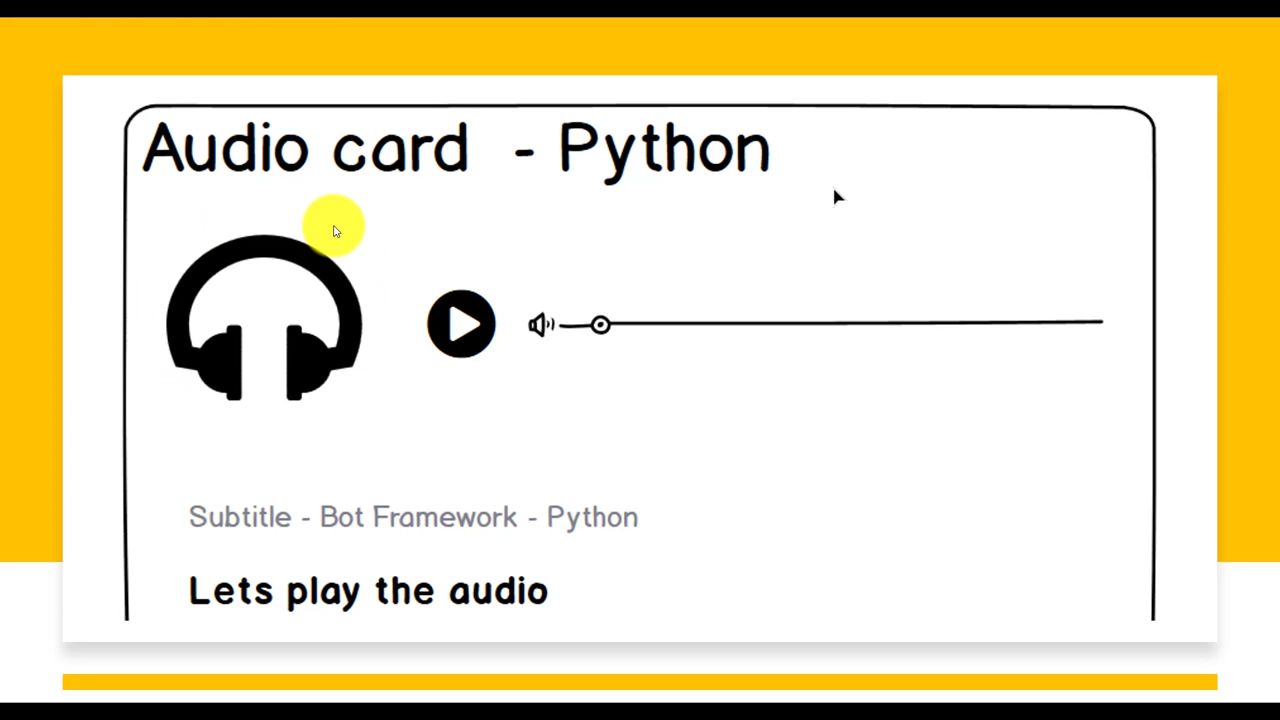 Audio card - Python
Subtitle - Bot Framework - Python
Lets play the audio